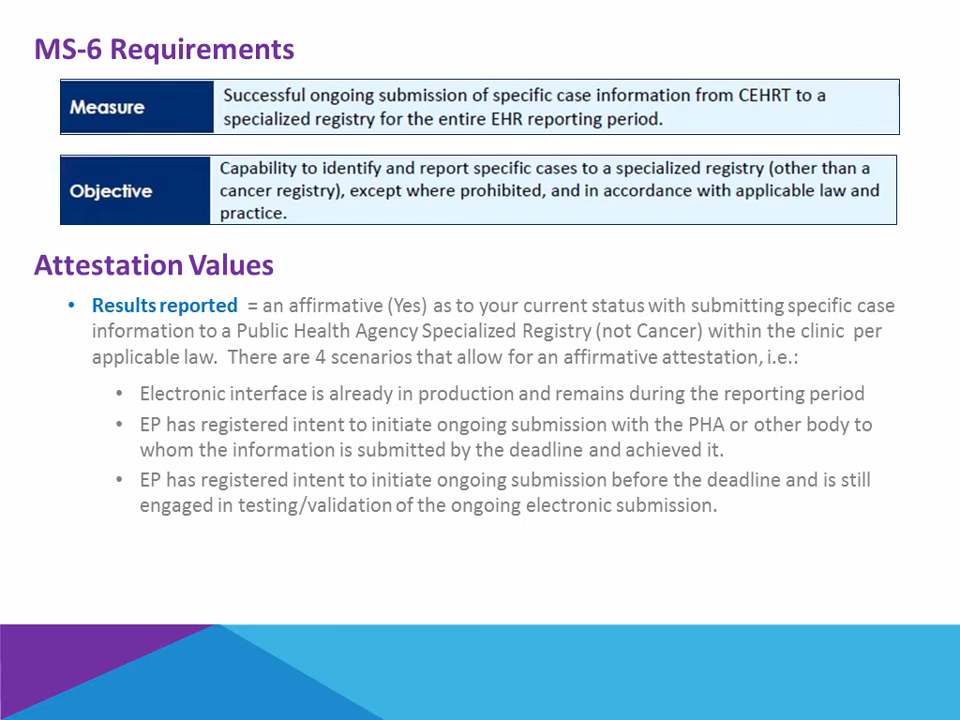 MS-6 Requirements
Measure
Successful ongoing submission of specific case information from CEHRT to a
specialized registry for the entire EHR reporting period.
Objective
Capability to identify and report specific cases to a specialized registry (other than a
cancer registry), except where prohibited, and in accordance with applicable law and
practice.
Attestation Values
• Results reported = an affirmative (Yes) as to your current status with submitting specific case
information to a Public Health Agency Specialized Registry (not Cancer) within the clinic per
applicable law. There are 4 scenarios that allow for an affirmative attestation, i.e.:
• Electronic interface is already in production and remains during the reporting period
• EP has registered intent to initiate ongoing submission with the PHA or other body to
whom the information is submitted by the deadline and achieved it.
• EP has registered intent to initiate ongoing submission before the deadline and is still
engaged in testing/validation of the ongoing electronic submission.